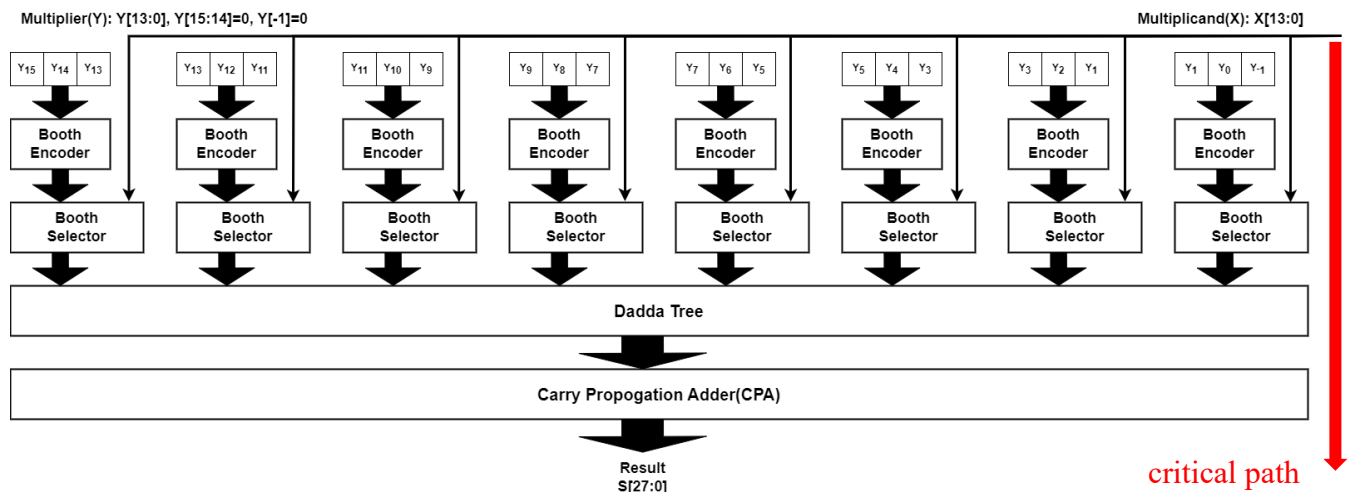 Multiplier(Y): Y[13:0], Y[15:14]=0, Y[-1]=0
Multiplicand(X): X[13:0]
Y15 Y14 Y13
Y13 Y12 Y11
Y11 Y10 Y9
Y9 Y8 Y7
Y7 Y6 Y5
Y5 Y4 Y3
Y3 Y2 Y1
Y1 Y0 Y-1
Booth
Encoder
Booth
Encoder
Booth
Encoder
Booth
Encoder
Booth
Encoder
Booth
Encoder
Booth
Encoder
Booth
Encoder
Booth
Selector
Booth
Selector
Booth
Selector
Booth
Selector
Booth
Selector
Booth
Selector
Booth
Selector
Booth
Selector
Dadda Tree
Carry Propogation Adder(CPA)
Result
S[27:0]
critical path